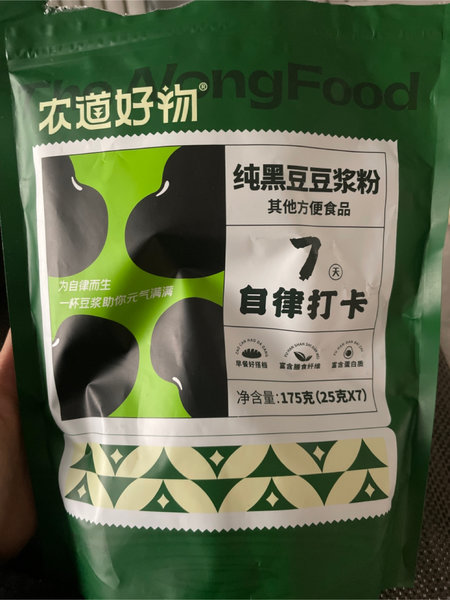 The NongFood
农道好物®
纯黑豆豆浆粉
其他方便食品
7天
自律打卡
为自律而生
一杯豆浆助你元气满满
早餐好搭档
富含膳食纤维
富含蛋白质
净含量:175克(25克X7)